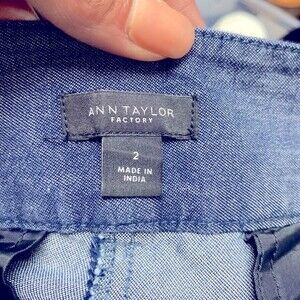 ANN TAYLOR
FACTORY
2
MADE IN
INDIA